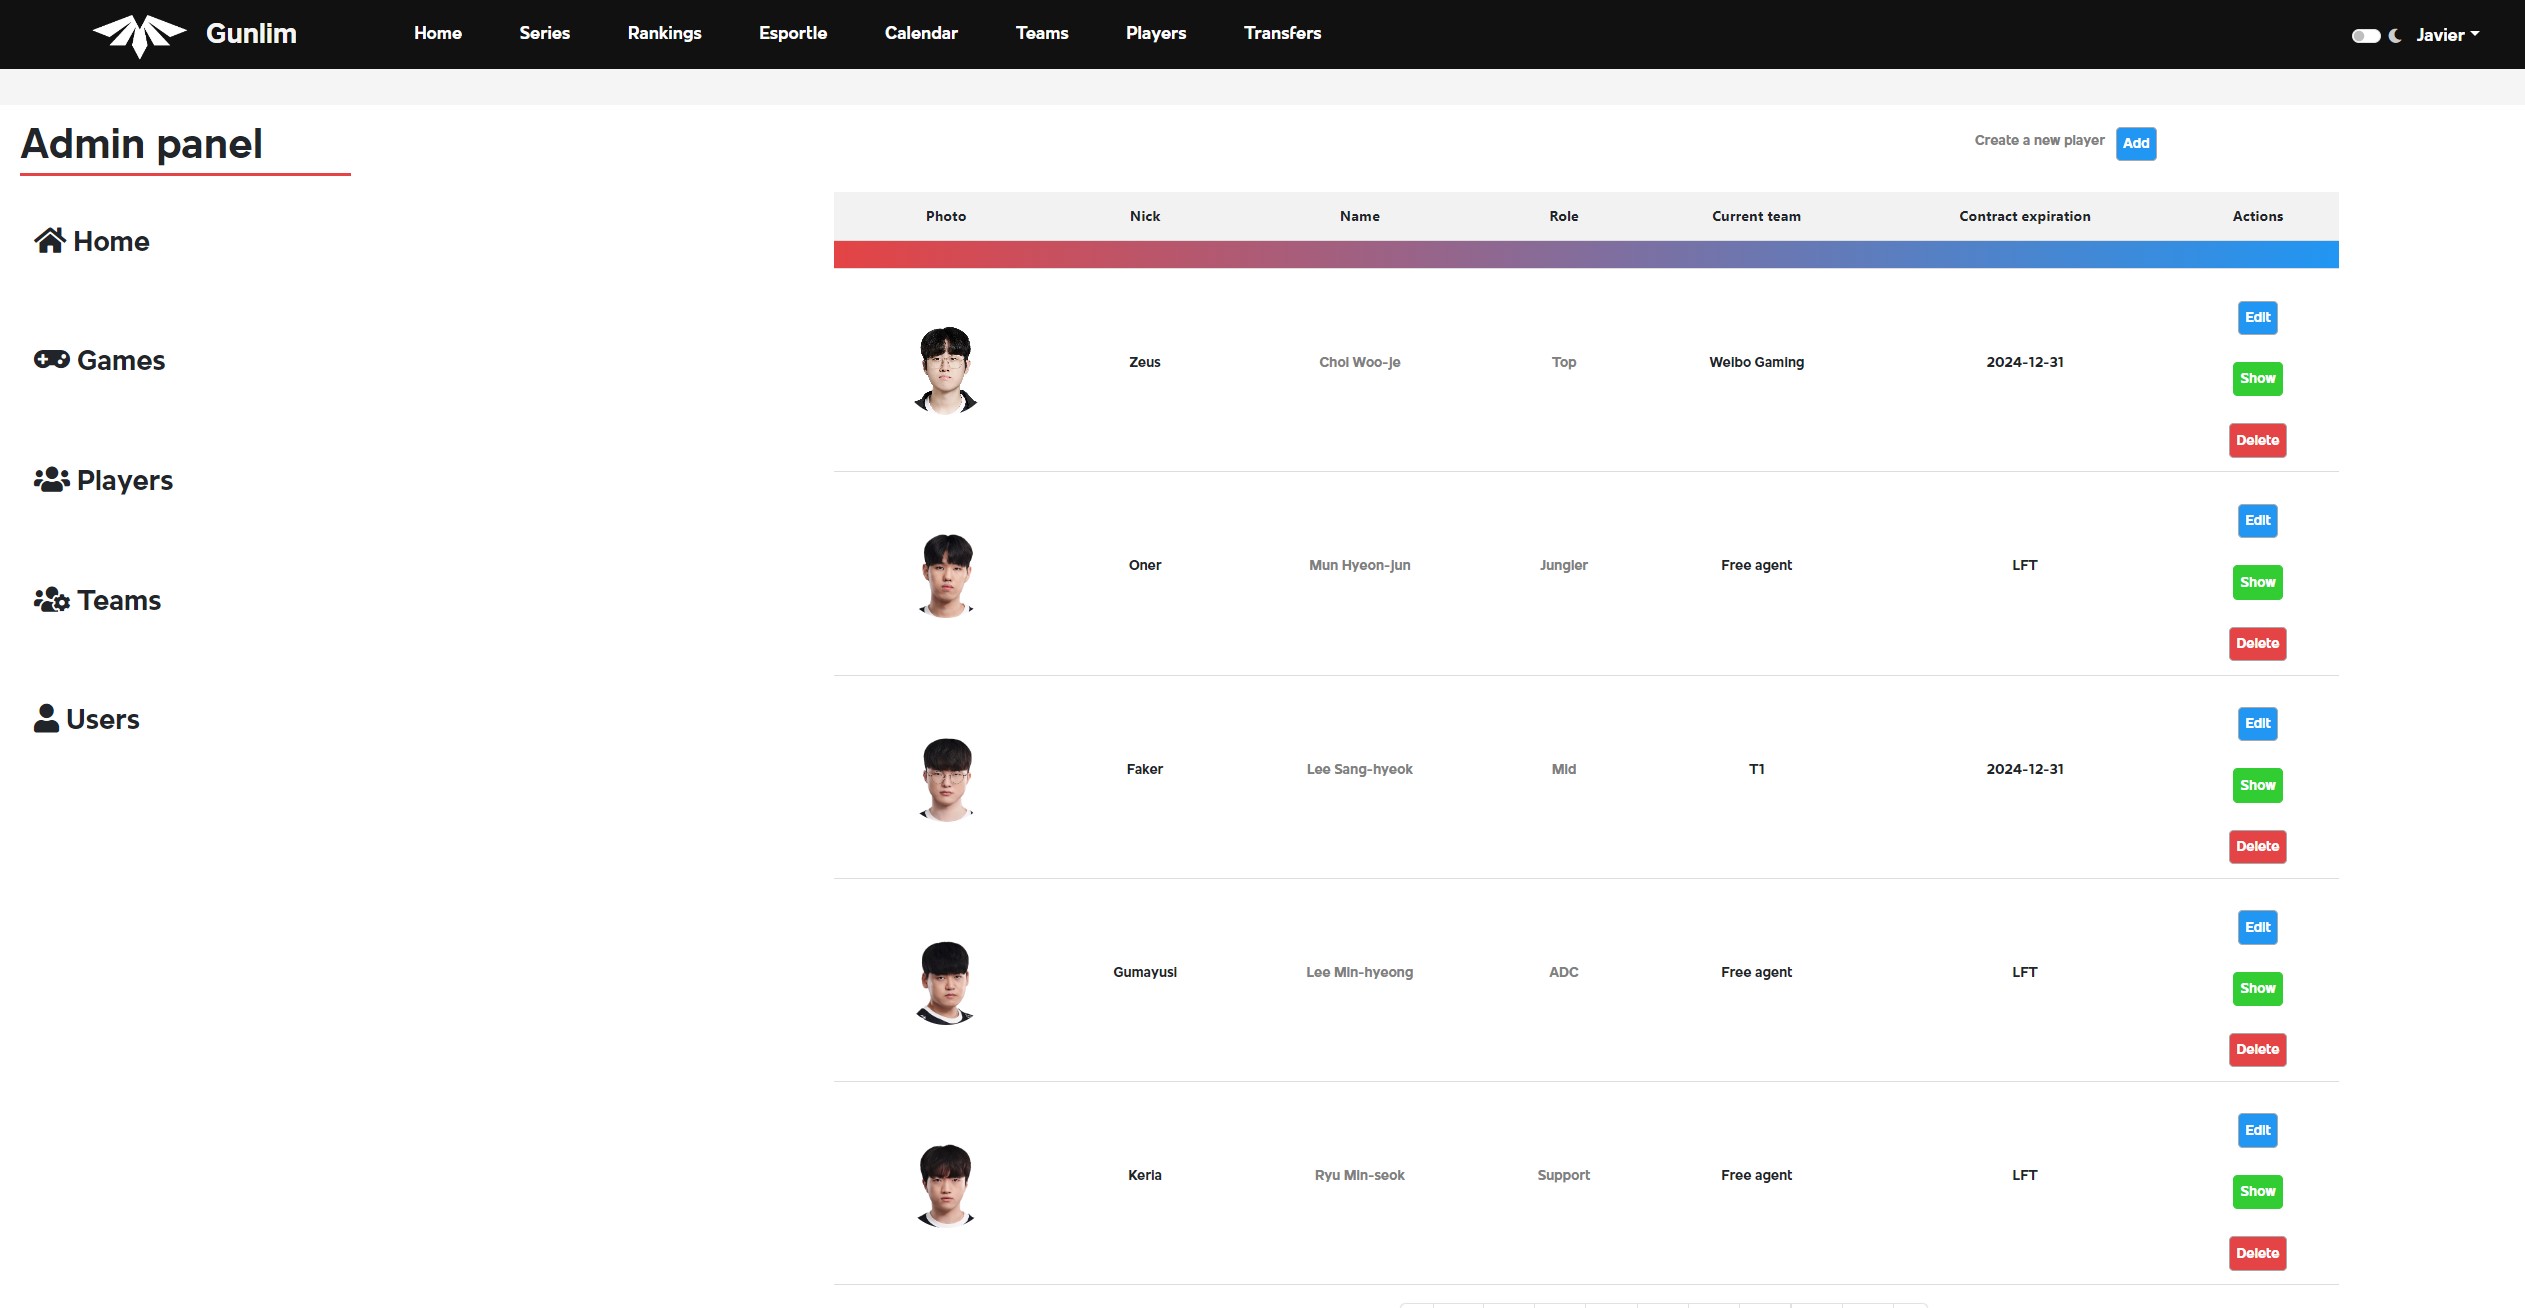 Gunlim Home Series Rankings Esportle Calendar Teams Players Transfers Javier
Admin panel
Home
Games
Players
Teams
Users
Create a new player Add
Photo Nick Name Role Current team Contract expiration Actions
Zeus Choi Woo-je Top Weibo Gaming 2024-12-31
Edit
Show
Delete
Oner Mun Hyeon-jun Jungler Free agent LFT
Edit
Show
Delete
Faker Lee Sang-hyeok Mid T1 2024-12-31
Edit
Show
Delete
Gumayusi Lee Min-hyeong ADC Free agent LFT
Edit
Show
Delete
Keria Ryu Min-seok Support Free agent LFT
Edit
Show
Delete